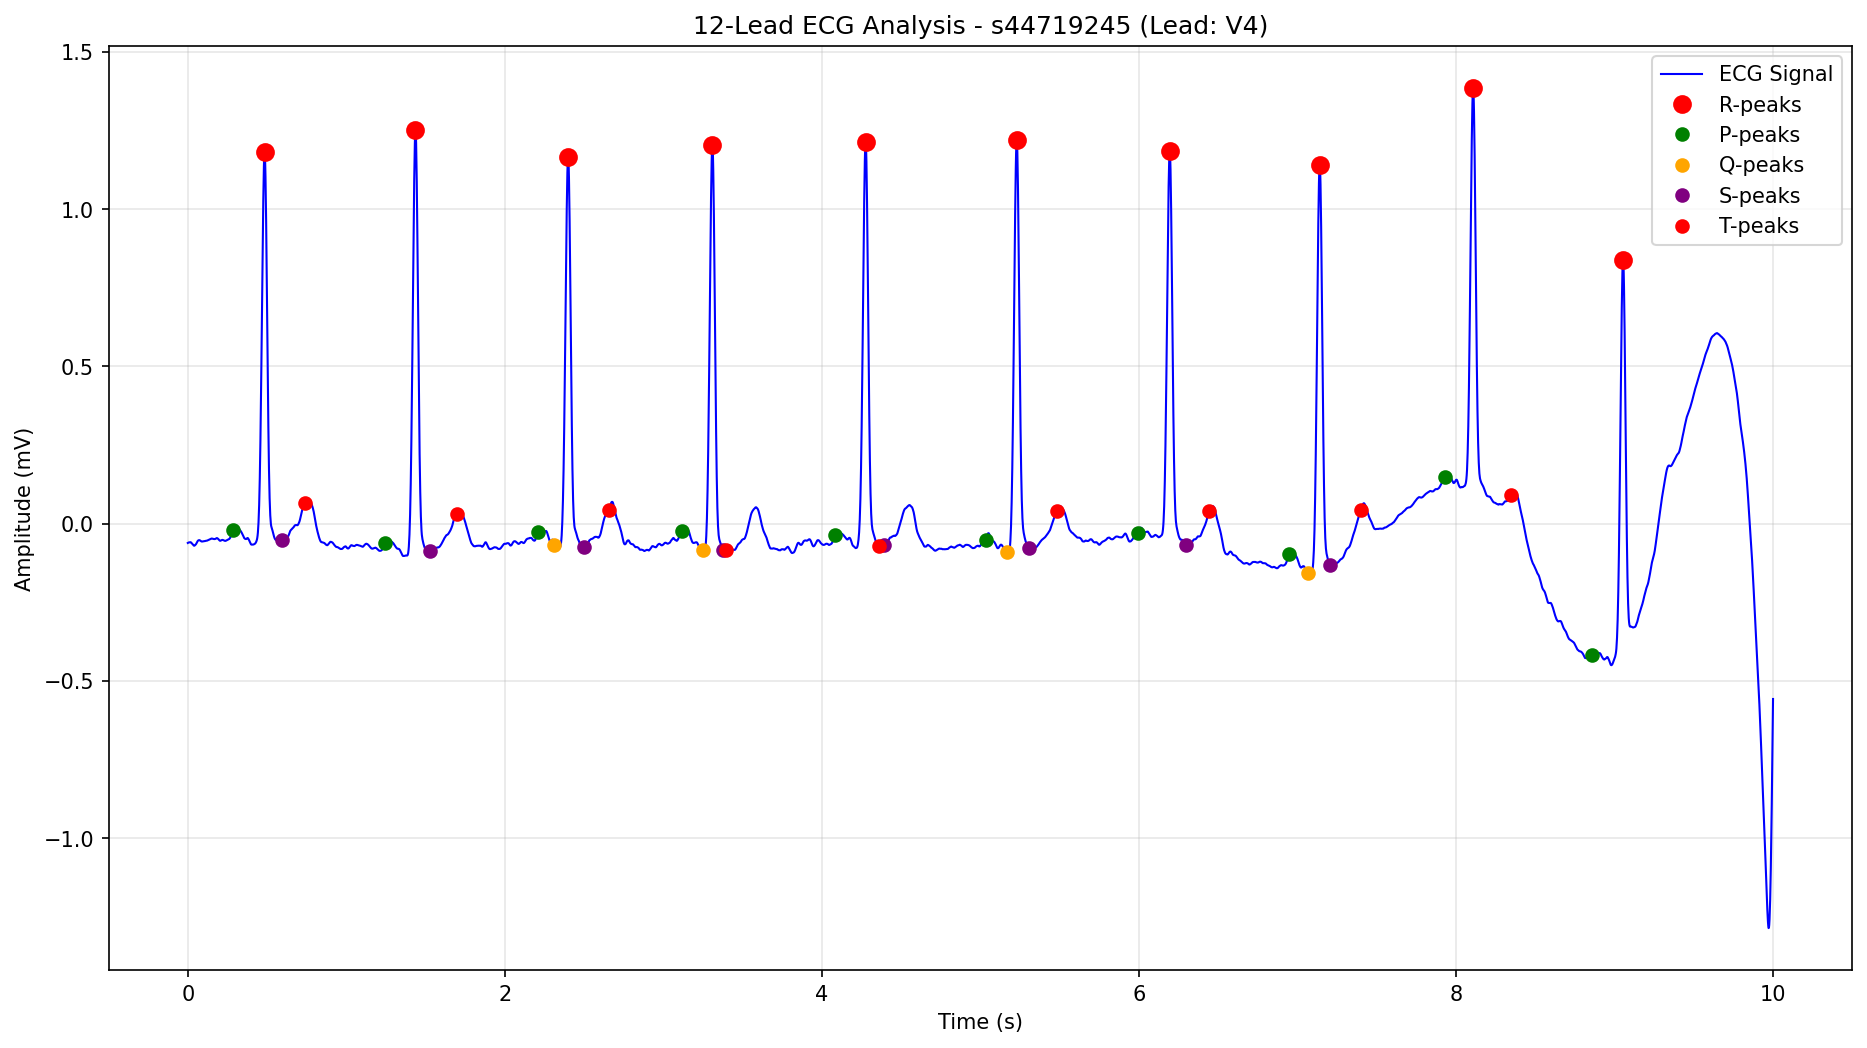 12-Lead ECG Analysis - s44719245 (Lead: V4)
ECG Signal
R-peaks
P-peaks
Q-peaks
S-peaks
T-peaks
Amplitude (mV)
1.5
1.0
0.5
0.0
−0.5
−1.0
0 2 4 6 8 10
Time (s)